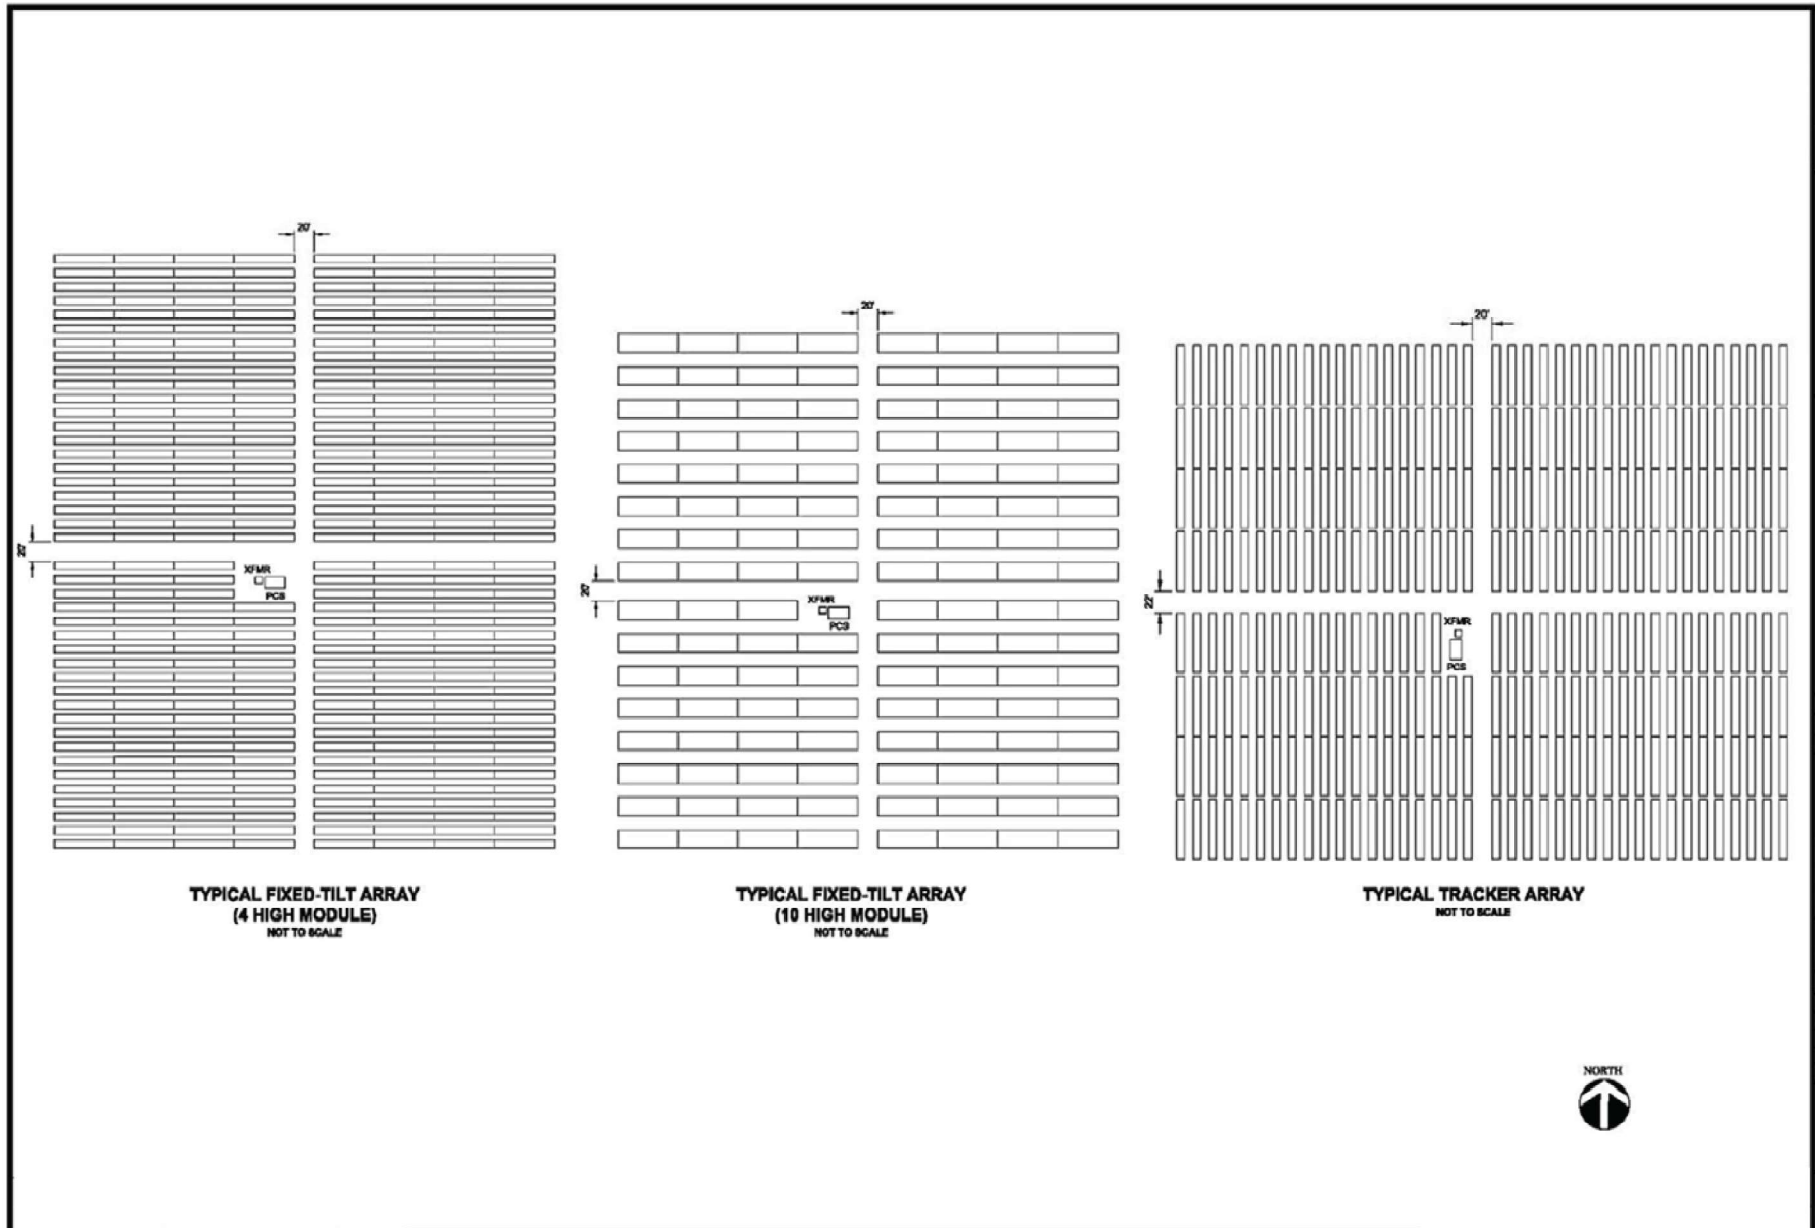 20'
20'
XFMR
PCS
TYPICAL FIXED-TILT ARRAY
(4 HIGH MODULE)
NOT TO SCALE
20'
20'
XFMR
PCS
TYPICAL FIXED-TILT ARRAY
(10 HIGH MODULE)
NOT TO SCALE
20'
22'
XFMR
PCS
TYPICAL TRACKER ARRAY
NOT TO SCALE
NORTH